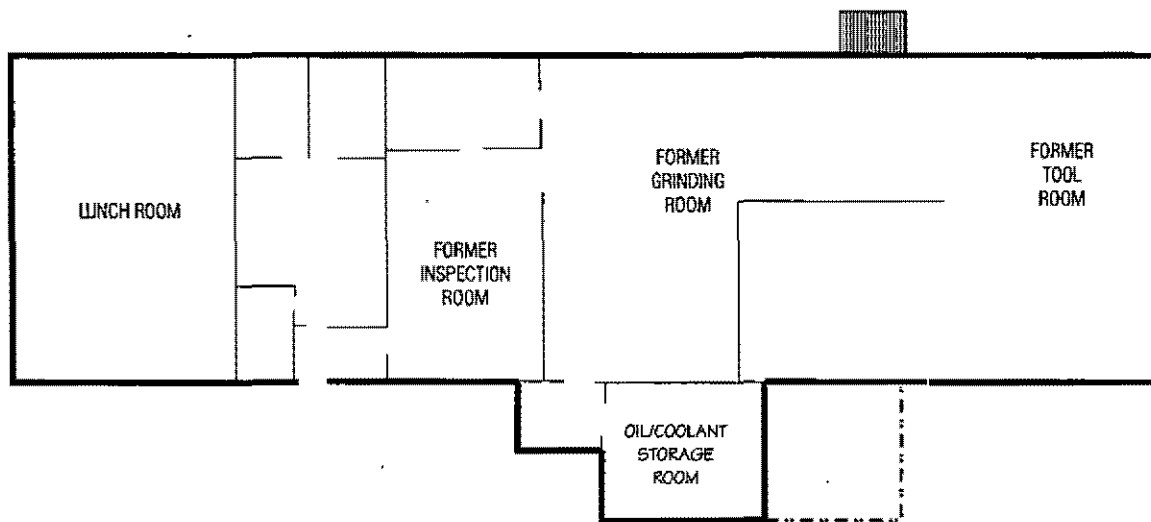 LUNCH ROOM
FORMER
INSPECTION
ROOM
FORMER
GRINDING
ROOM
FORMER
TOOL
ROOM
OIL/COOLANT
STORAGE
ROOM